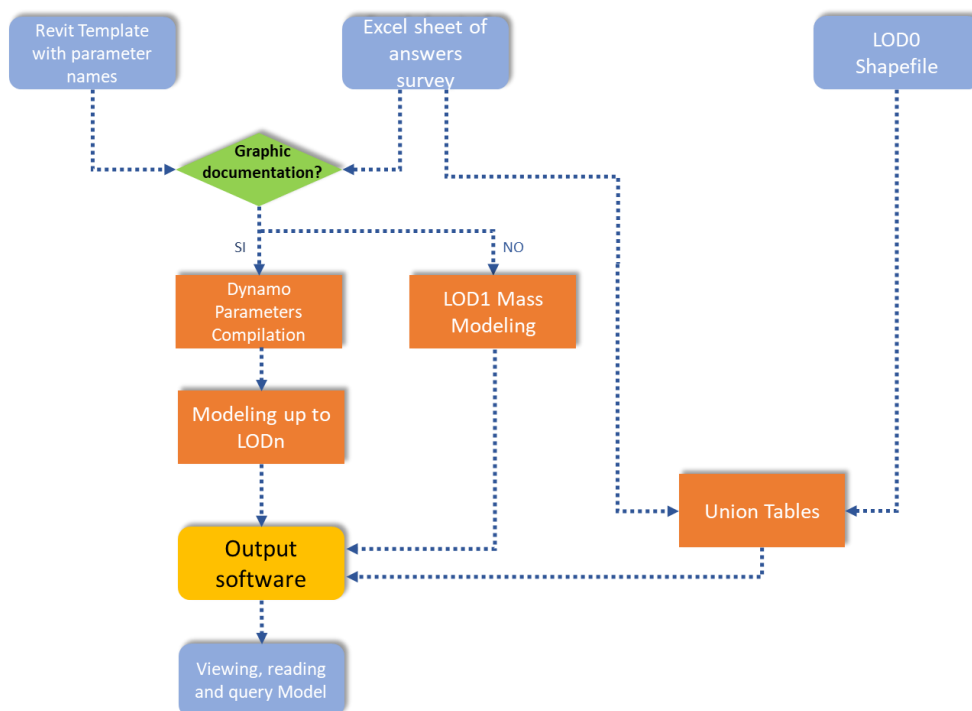 Revit Template
with parameter
names
Excel sheet of
answers
survey
LOD0
Shapefile
Graphic
documentation?
SI
NO
Dynamo
Parameters
Compilation
LOD1 Mass
Modeling
Modeling up to
LODn
Union Tables
Output
software
Viewing, reading
and query Model